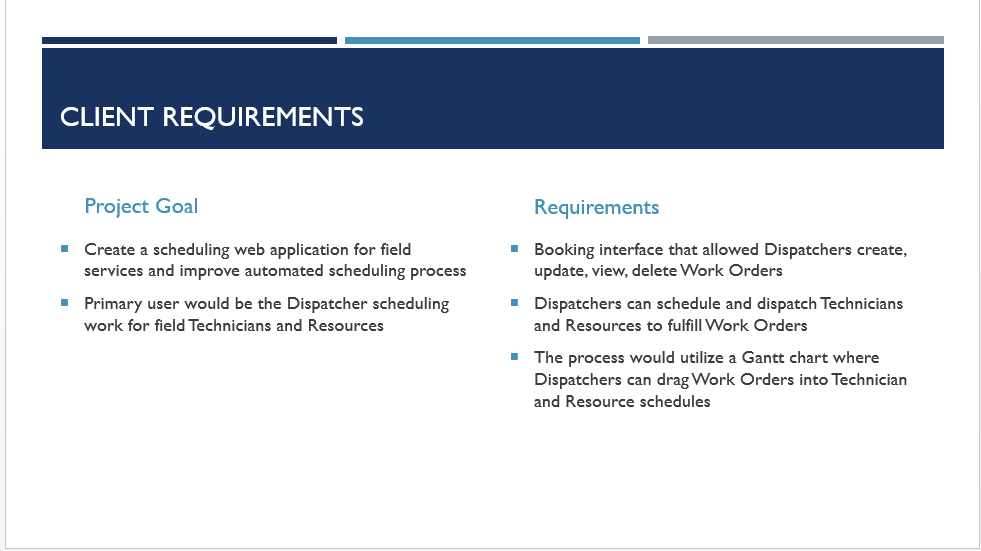 CLIENT REQUIREMENTS
Project Goal
Create a scheduling web application for field
services and improve automated scheduling process
Primary user would be the Dispatcher scheduling
work for field Technicians and Resources
Requirements
Booking interface that allowed Dispatchers create,
update, view, delete Work Orders
Dispatchers can schedule and dispatch Technicians
and Resources to fulfill Work Orders
The process would utilize a Gantt chart where
Dispatchers can drag Work Orders into Technician
and Resource schedules